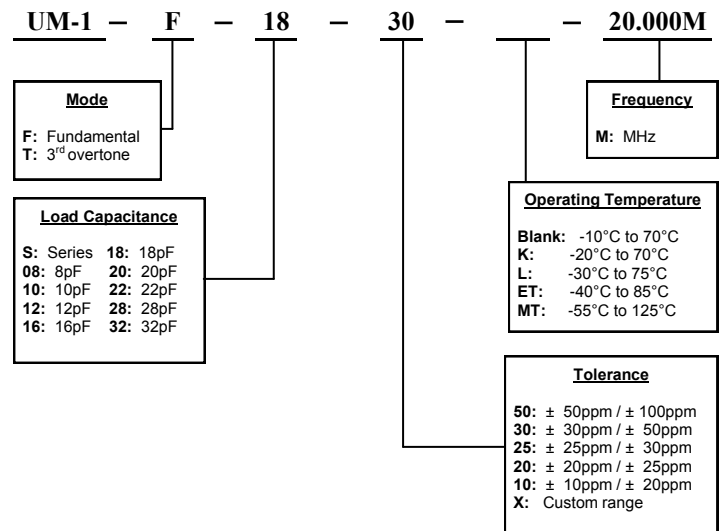 UM-1 – F – 18 – 30 – – 20.000M
Mode
F: Fundamental
T: 3rd overtone
Frequency
M: MHz
Load Capacitance
S: Series 18: 18pF
08: 8pF 20: 20pF
10: 10pF 22: 22pF
12: 12pF 28: 28pF
16: 16pF 32: 32pF
Operating Temperature
Blank: -10°C to 70°C
K: -20°C to 70°C
L: -30°C to 75°C
ET: -40°C to 85°C
MT: -55°C to 125°C
Tolerance
50: ± 50ppm / ± 100ppm
30: ± 30ppm / ± 50ppm
25: ± 25ppm / ± 30ppm
20: ± 20ppm / ± 25ppm
10: ± 10ppm / ± 20ppm
X: Custom range